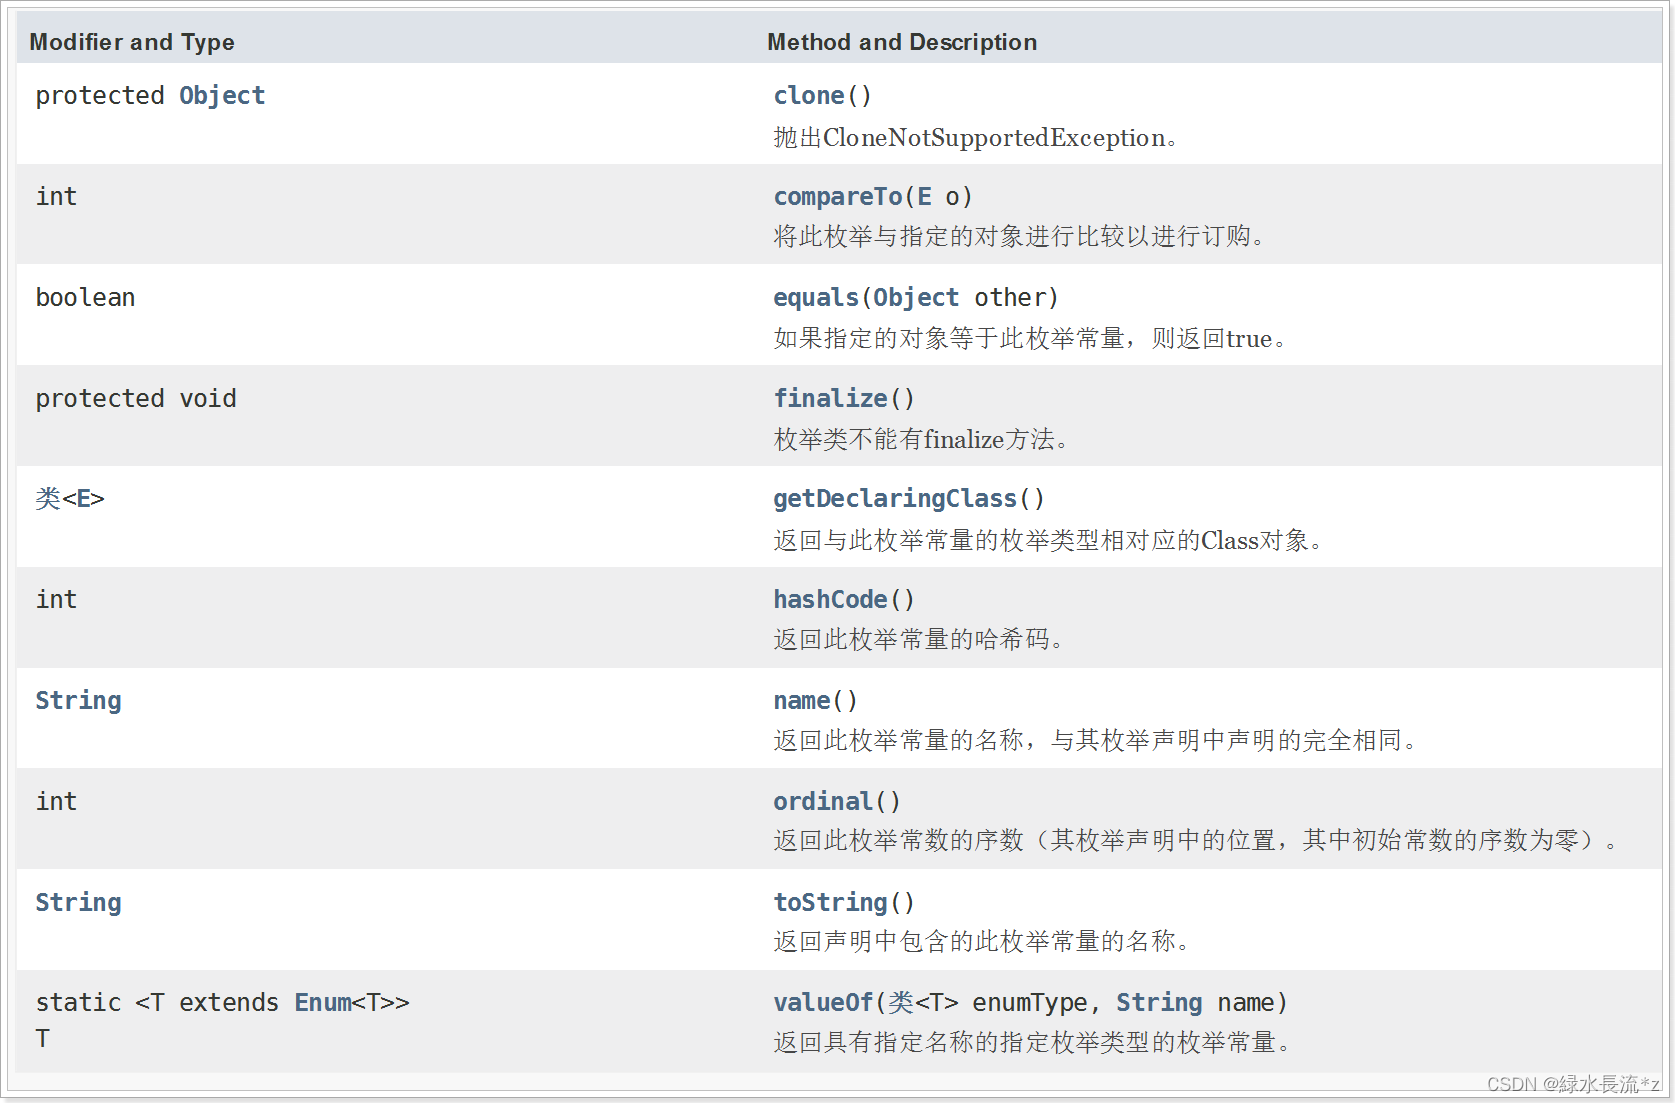 Modifier and Type Method and Description
protected Object clone()
抛出CloneNotSupportedException。
int compareTo(E o)
将此枚举与指定的对象进行比较以进行订购。
boolean equals(Object other)
如果指定的对象等于此枚举常量，则返回true。
protected void finalize()
枚举类不能有finalize方法。
类<E> getDeclaringClass()
返回与此枚举常量的枚举类型相对应的Class对象。
int hashCode()
返回此枚举常量的哈希码。
String name()
返回此枚举常量的名称，与其枚举声明中声明的完全相同。
int ordinal()
返回此枚举常数的序数（其枚举声明中的位置，其中初始常数的序数为零）。
String toString()
返回声明中包含的此枚举常量的名称。
static <T extends Enum<T>> valueOf(类<T> enumType, String name)
T 返回具有指定名称的指定枚举类型的枚举常量。
CSDN @緑水長流*z